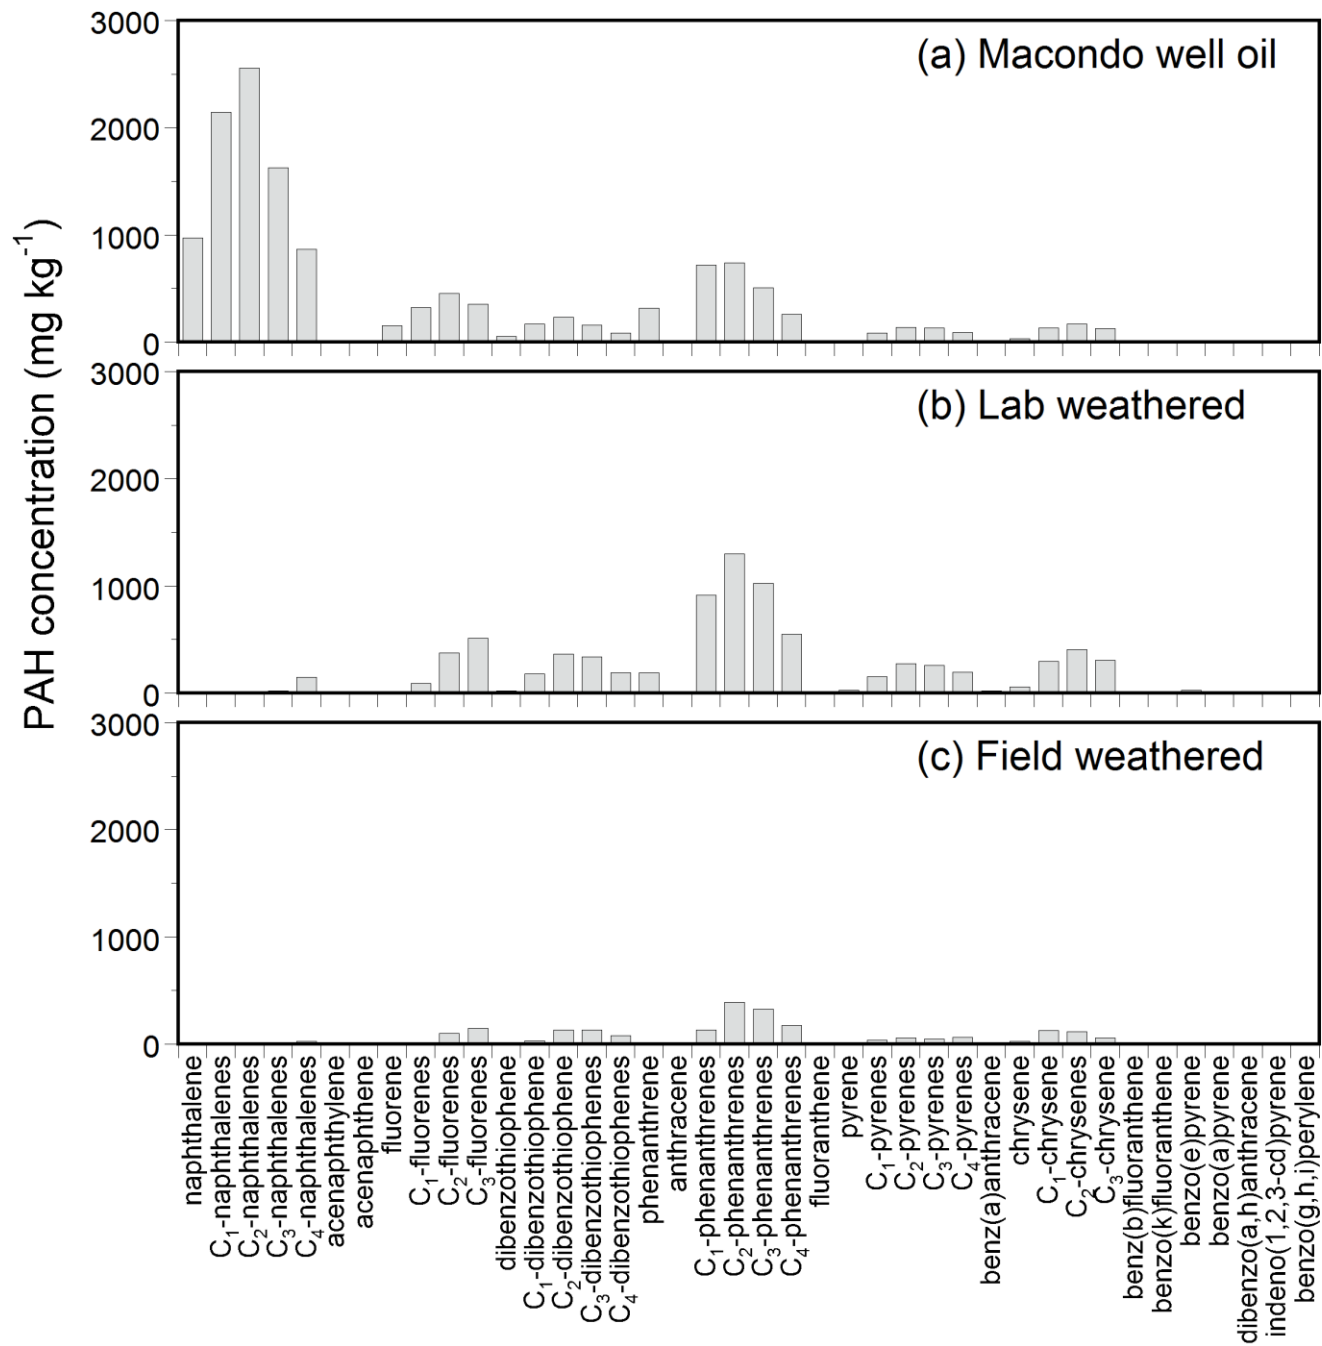 PAH concentration (mg kg⁻¹)
3000
2000
1000
0
(a) Macondo well oil
3000
2000
1000
0
(b) Lab weathered
3000
2000
1000
0
(c) Field weathered
naphthalene
C₁-naphthalenes
C₂-naphthalenes
C₃-naphthalenes
C₄-naphthalenes
acenaphthylene
acenaphthene
fluorene
C₁-fluorenes
C₂-fluorenes
C₃-fluorenes
dibenzothiophene
C₁-dibenzothiophene
C₂-dibenzothiophene
C₃-dibenzothiophenes
C₄-dibenzothiophenes
phenanthrene
anthracene
C₁-phenanthrenes
C₂-phenanthrenes
C₃-phenanthrenes
C₄-phenanthrenes
fluoranthene
pyrene
C₁-pyrenes
C₂-pyrenes
C₃-pyrenes
C₄-pyrenes
benz(a)anthracene
chrysene
C₁-chrysene
C₂-chrysenes
C₃-chrysene
benz(b)fluoranthene
benzo(k)fluoranthene
benzo(e)pyrene
benzo(a)pyrene
dibenzo(a,h)anthracene
indeno(1,2,3-cd)pyrene
benzo(g,h,i)perylene